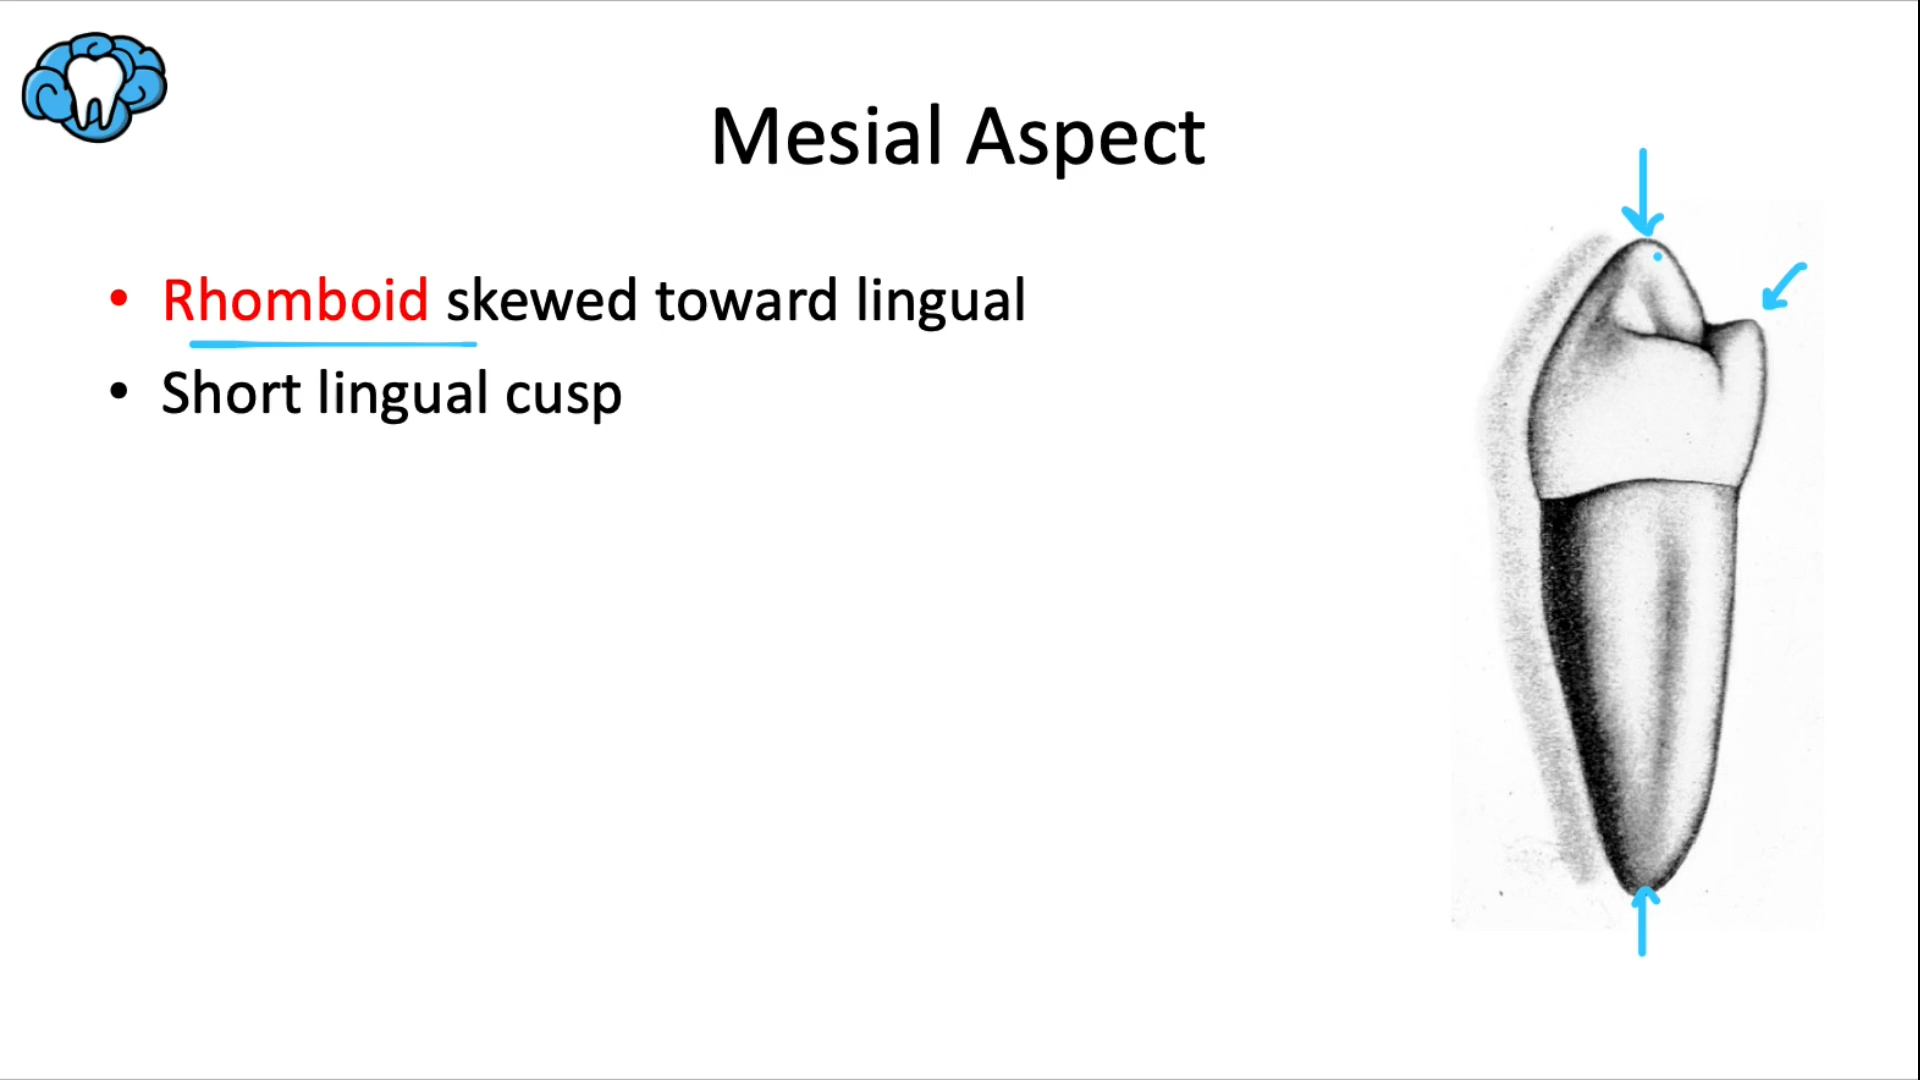 Mesial Aspect
• Rhomboid skewed toward lingual
• Short lingual cusp